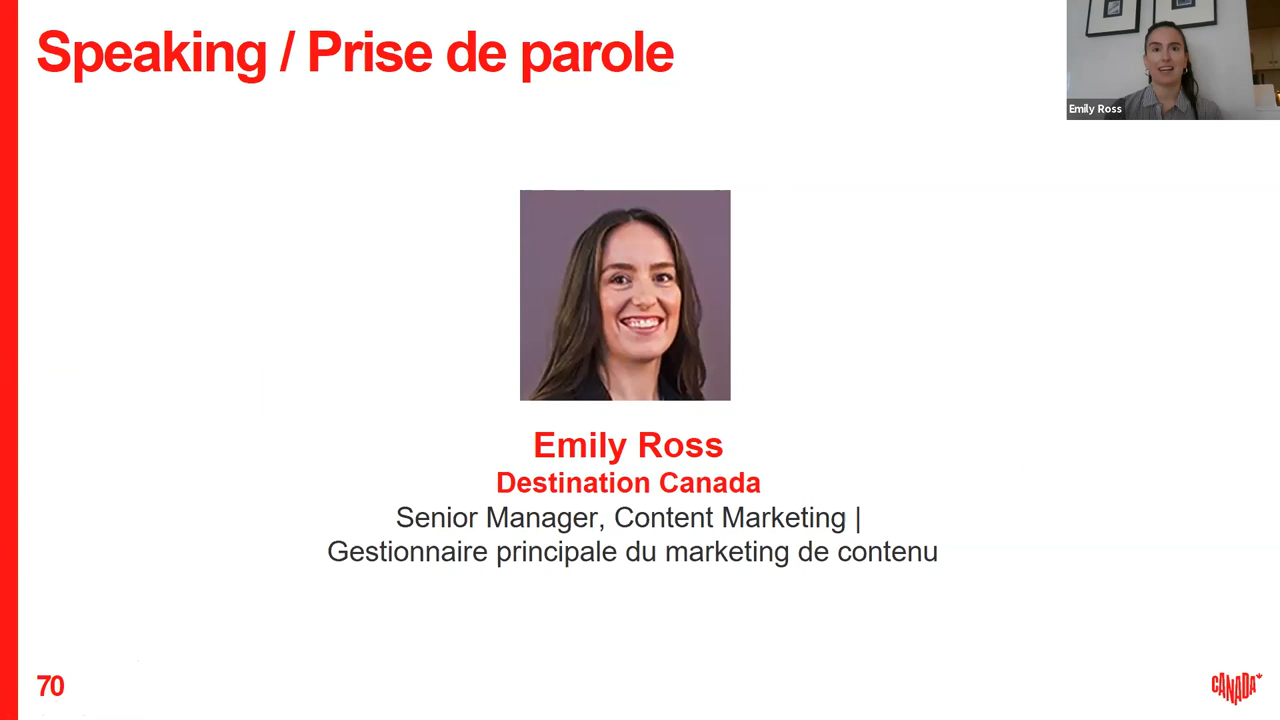 Speaking / Prise de parole
Emily Ross
Emily Ross
Destination Canada
Senior Manager, Content Marketing |
Gestionnaire principale du marketing de contenu
70
CANADA